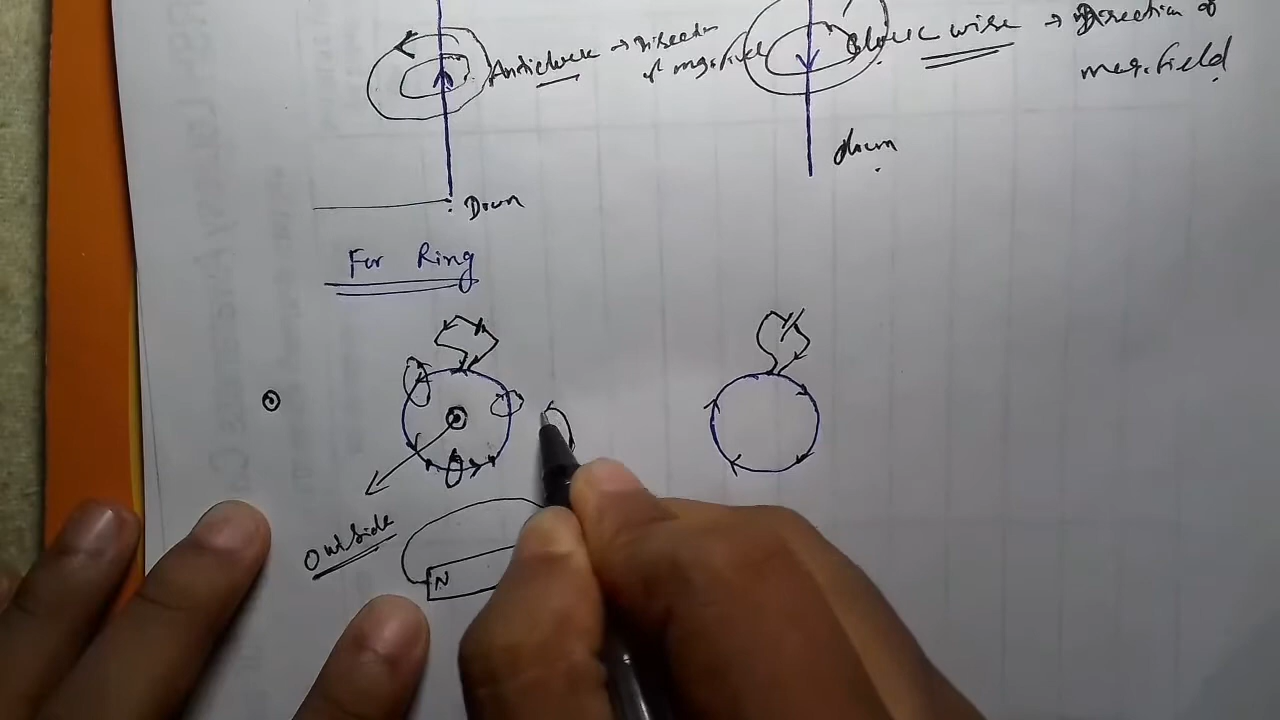 Anticlock → Direction
of mag. field
Clock wise → Direction of
mag. field
Down
down
For Ring
Outside
N